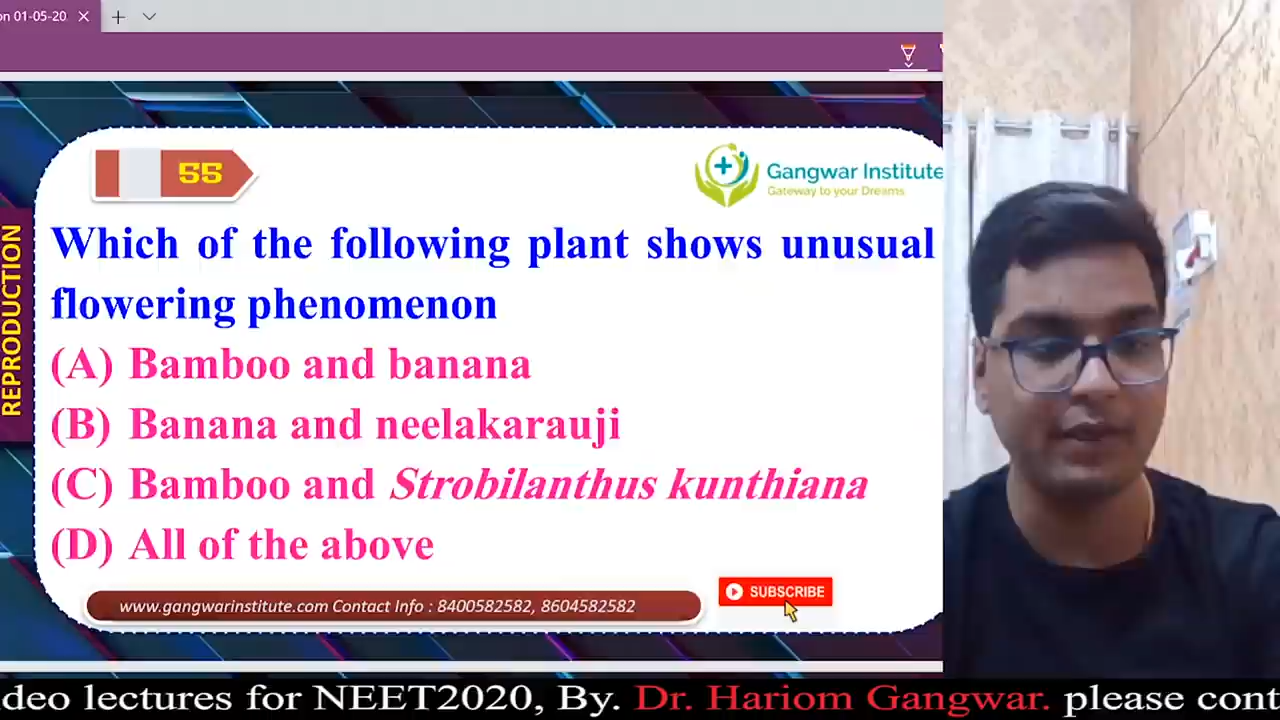 on 01-05-20
55
Gangwar Institute
Gateway to your Dreams
REPRODUCTION
Which of the following plant shows unusual
flowering phenomenon
(A) Bamboo and banana
(B) Banana and neelakarauji
(C) Bamboo and Strobilanthus kunthiana
(D) All of the above
www.gangwarinstitute.com Contact Info : 8400582582, 8604582582
SUBSCRIBE
deo lectures for NEET2020, By. Dr. Hariom Gangwar. please cont